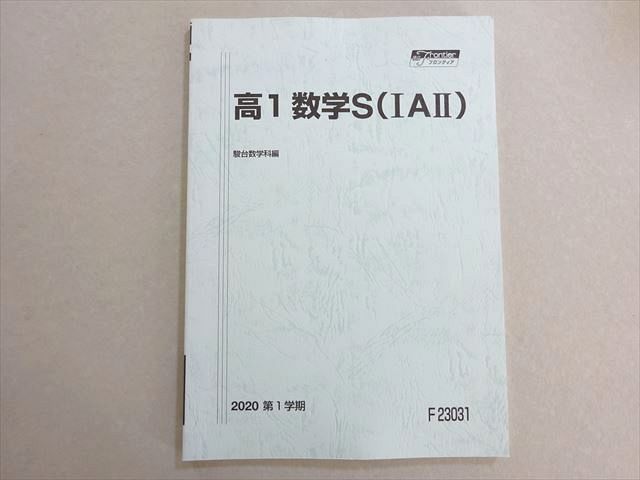 Frontier
フロンティア
高1 数学S(ⅠAⅡ)
駿台数学科編
2020 第1学期
F23031